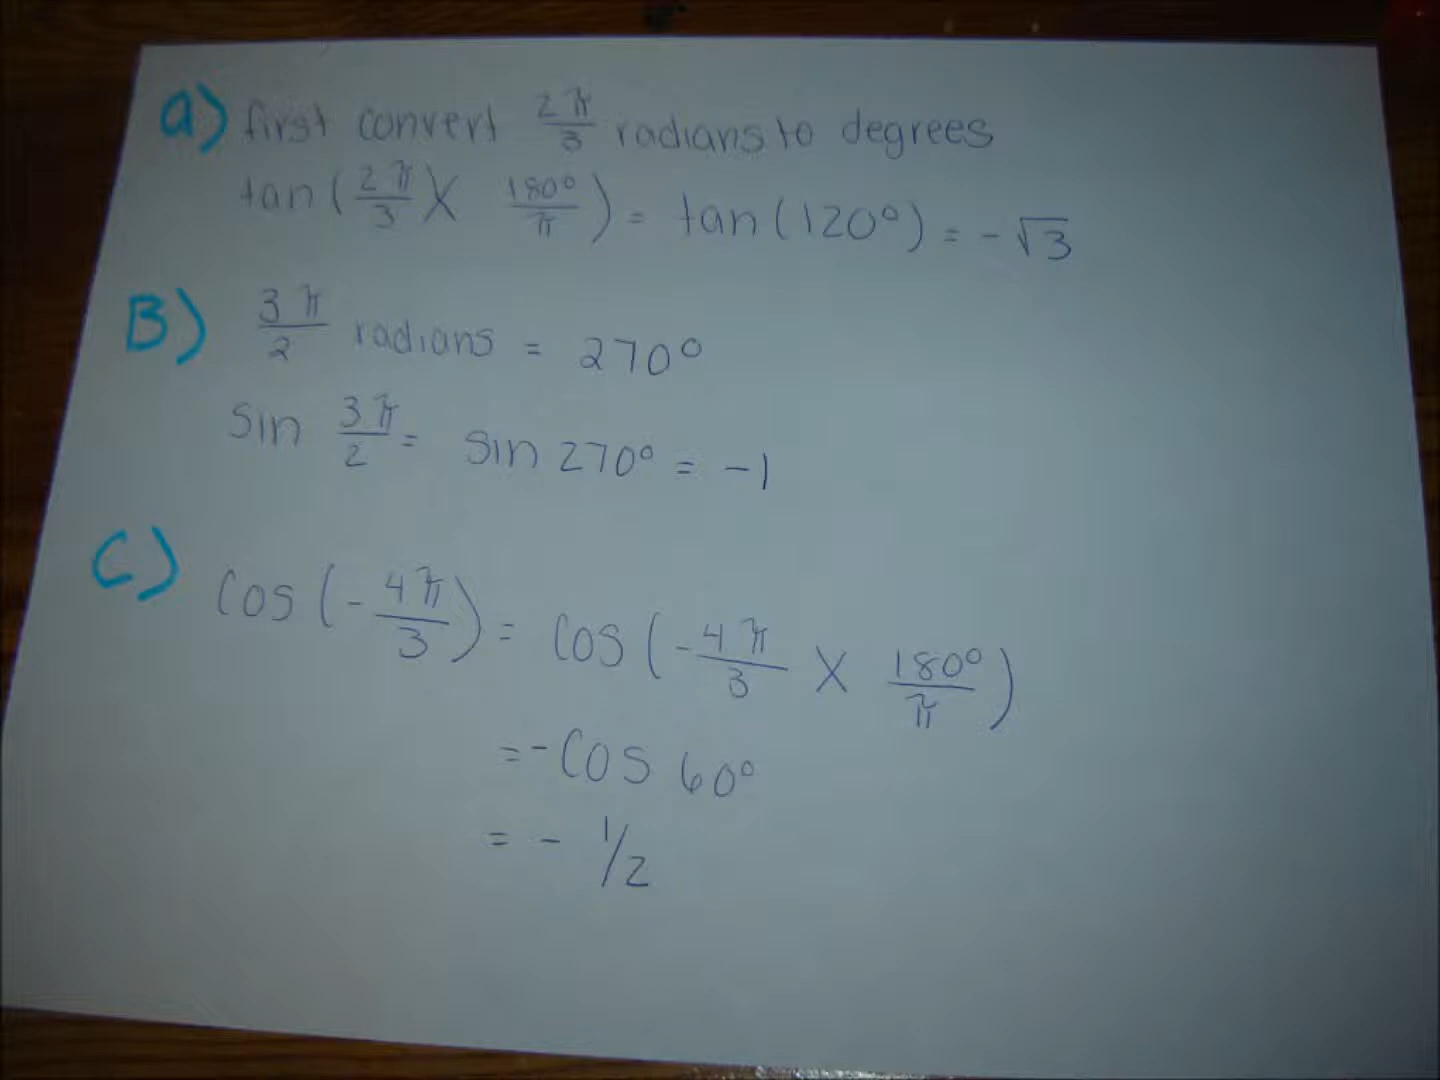 a) first convert 2π/3 radians to degrees
tan(2π/3 X 180°/π) = tan(120°) = -√3
B) 3π/2 radians = 270°
sin 3π/2 = sin 270° = -1
C) cos(-4π/3) = cos(-4π/3 X 180°/π)
=-cos 60°
= - 1/2